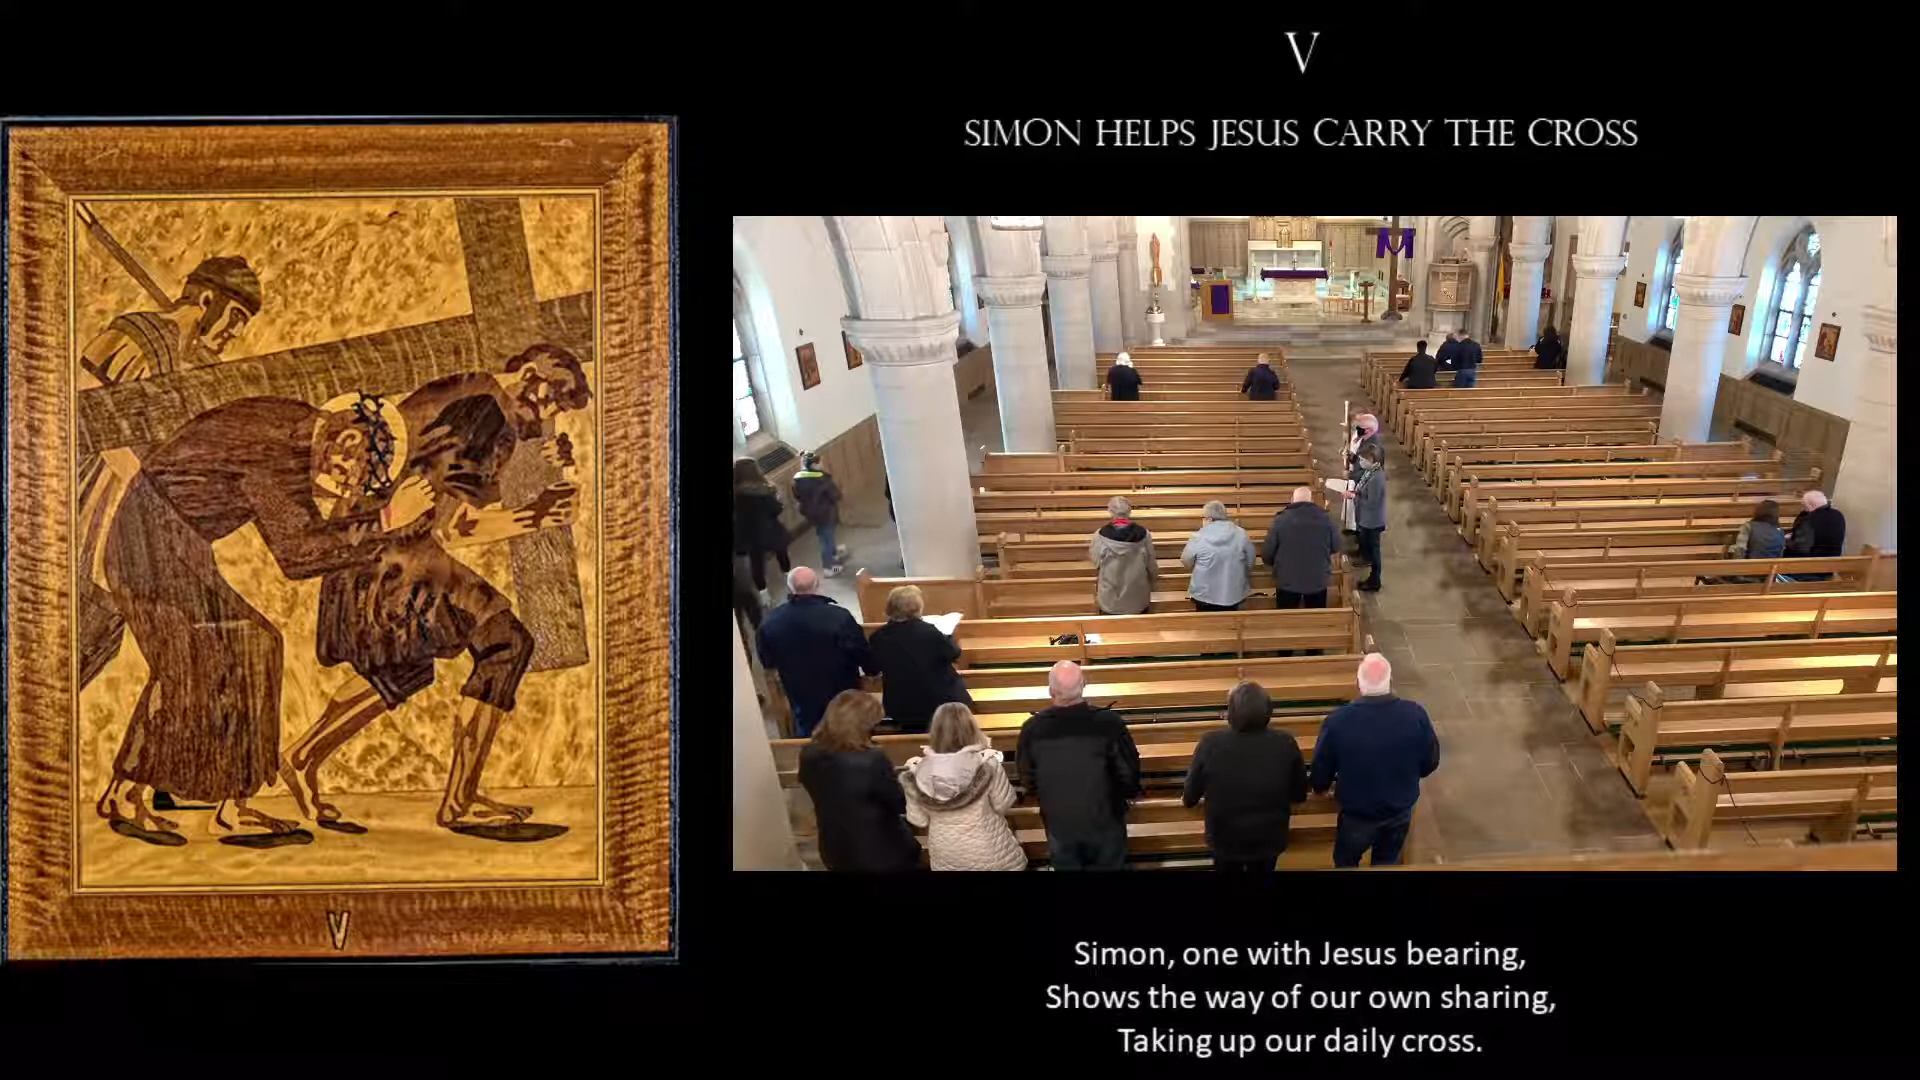 V
SIMON HELPS JESUS CARRY THE CROSS
V
Simon, one with Jesus bearing,
Shows the way of our own sharing,
Taking up our daily cross.